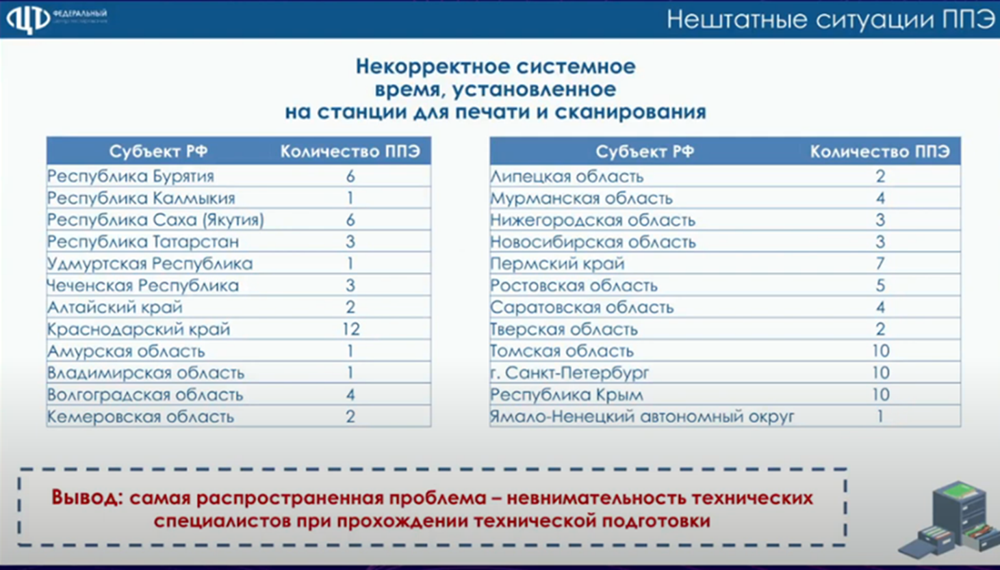 ФЕДЕРАЛЬНЫЙ
Нештатные ситуации ППЭ
Некорректное системное
время, установленное
на станции для печати и сканирования
Субъект РФ Количество ППЭ
Республика Бурятия 6
Республика Калмыкия 1
Республика Саха (Якутия) 6
Республика Татарстан 3
Удмуртская Республика 1
Чеченская Республика 3
Алтайский край 2
Краснодарский край 12
Амурская область 1
Владимирская область 1
Волгоградская область 4
Кемеровская область 2
Субъект РФ Количество ППЭ
Липецкая область 2
Мурманская область 4
Нижегородская область 3
Новосибирская область 3
Пермский край 7
Ростовская область 5
Саратовская область 4
Тверская область 2
Томская область 10
г. Санкт-Петербург 10
Республика Крым 10
Ямало-Ненецкий автономный округ 1
Вывод: самая распространенная проблема – невнимательность технических
специалистов при прохождении технической подготовки